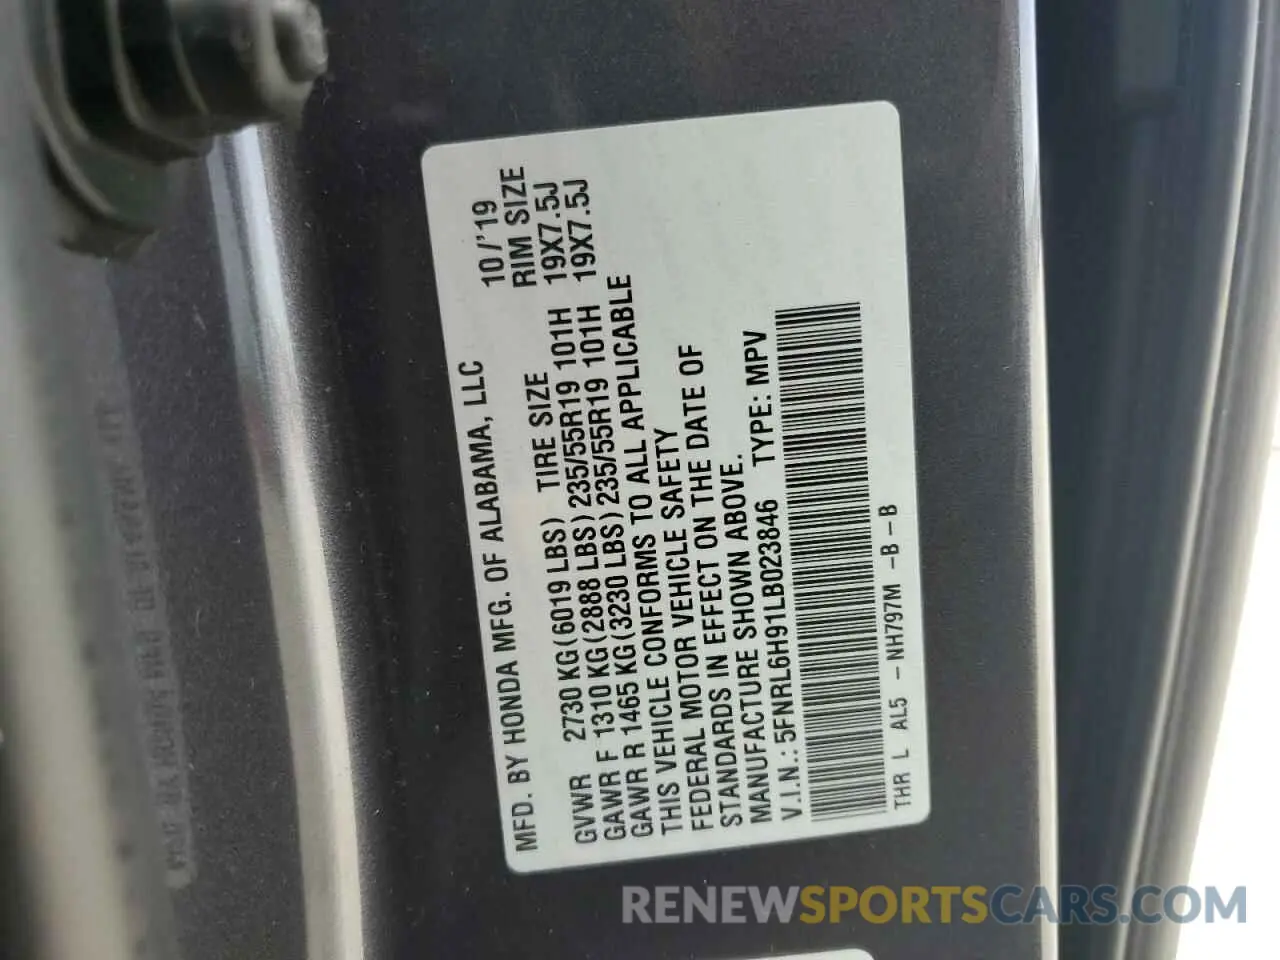 MFD. BY HONDA MFG. OF ALABAMA, LLC 10/'19
GVWR 2730 KG(6019 LBS) TIRE SIZE RIM SIZE
GAWR F 1310 KG(2888 LBS) 235/55R19 101H 19X7.5J
GAWR R 1465 KG(3230 LBS) 235/55R19 101H 19X7.5J
THIS VEHICLE CONFORMS TO ALL APPLICABLE
FEDERAL MOTOR VEHICLE SAFETY
STANDARDS IN EFFECT ON THE DATE OF
MANUFACTURE SHOWN ABOVE.
V.I.N.: 5FNRL6H91LB023846 TYPE: MPV
THR L AL5 - NH797M -B-B
RENEWSPORTSCARS.COM